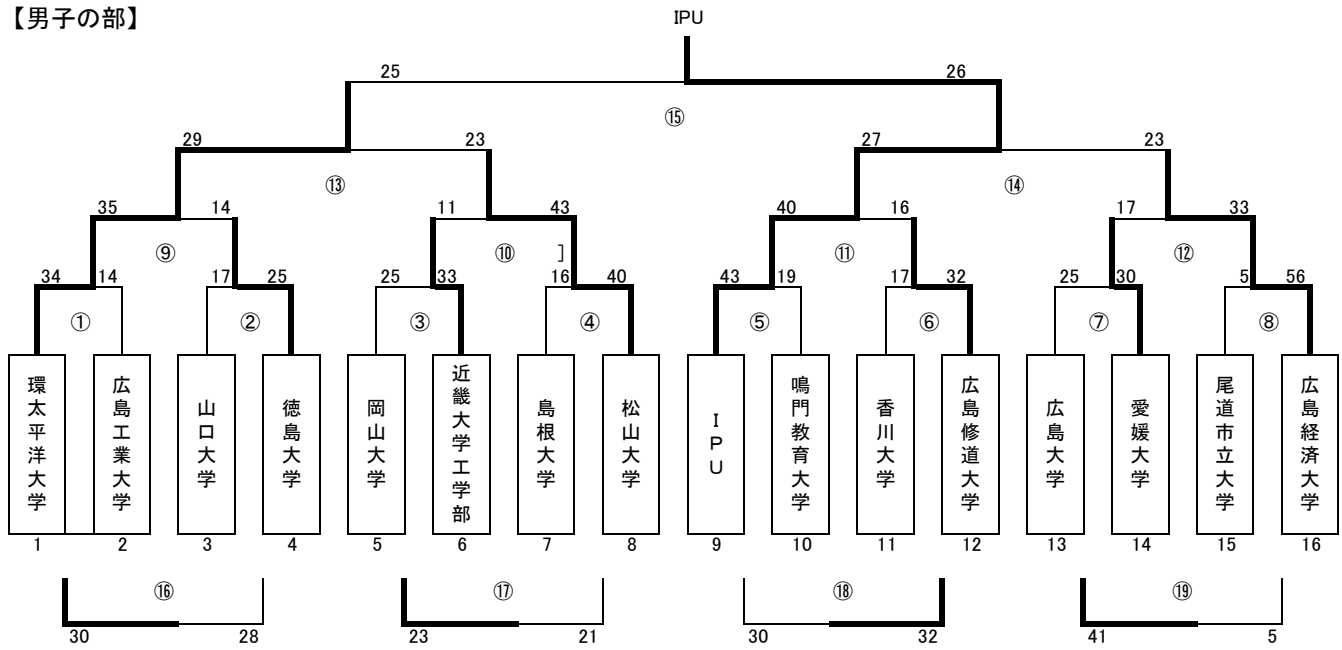 【男子の部】
IPU
25 26
⑮
29 23 27 23
⑬ ⑭
35 14 11 43 40 16 17 33
⑨ ⑩ ] ⑪ ⑫
34 14 17 25 25 33 16 40 43 19 17 32 25 30 5 56
① ② ③ ④ ⑤ ⑥ ⑦ ⑧
環太平洋大学
広島工業大学
山口大学
徳島大学
岡山大学
近畿大学工学部
島根大学
松山大学
IPU
鳴門教育大学
香川大学
広島修道大学
広島大学
愛媛大学
尾道市立大学
広島経済大学
1 2 3 4 5 6 7 8 9 10 11 12 13 14 15 16
⑯ ⑰ ⑱ ⑲
30 28 23 21 30 32 41 5